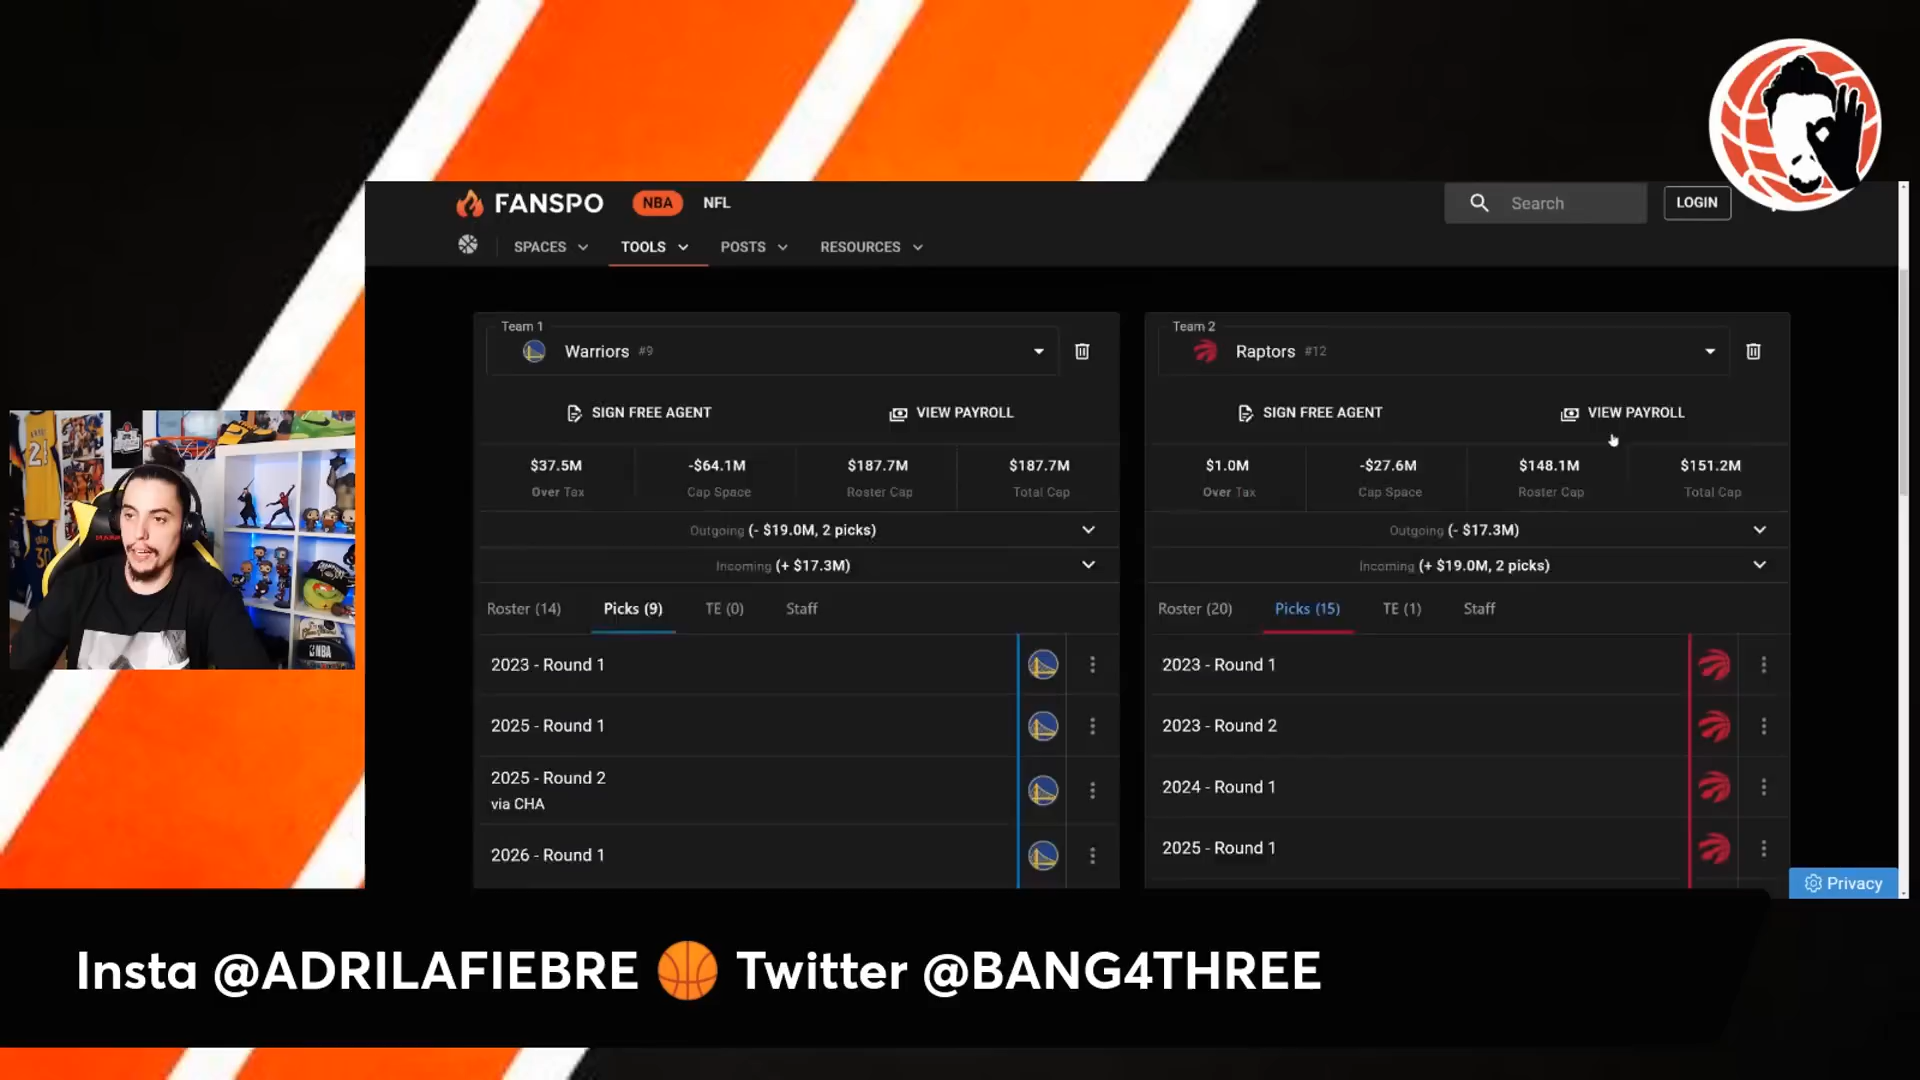 FANSPO NBA NFL Search LOGIN
SPACES TOOLS POSTS RESOURCES
Team 1
Warriors #9
SIGN FREE AGENT VIEW PAYROLL
$37.5M -$64.1M $187.7M $187.7M
Over Tax Cap Space Roster Cap Total Cap
Outgoing (- $19.0M, 2 picks)
Incoming (+ $17.3M)
Roster (14) Picks (9) TE (0) Staff
2023 - Round 1
2025 - Round 1
2025 - Round 2
via CHA
2026 - Round 1
Team 2
Raptors #12
SIGN FREE AGENT VIEW PAYROLL
$1.0M -$27.6M $148.1M $151.2M
Over Tax Cap Space Roster Cap Total Cap
Outgoing (- $17.3M)
Incoming (+ $19.0M, 2 picks)
Roster (20) Picks (15) TE (1) Staff
2023 - Round 1
2023 - Round 2
2024 - Round 1
2025 - Round 1
Privacy
30
NBA
Insta @ADRILAFIEBRE Twitter @BANG4THREE